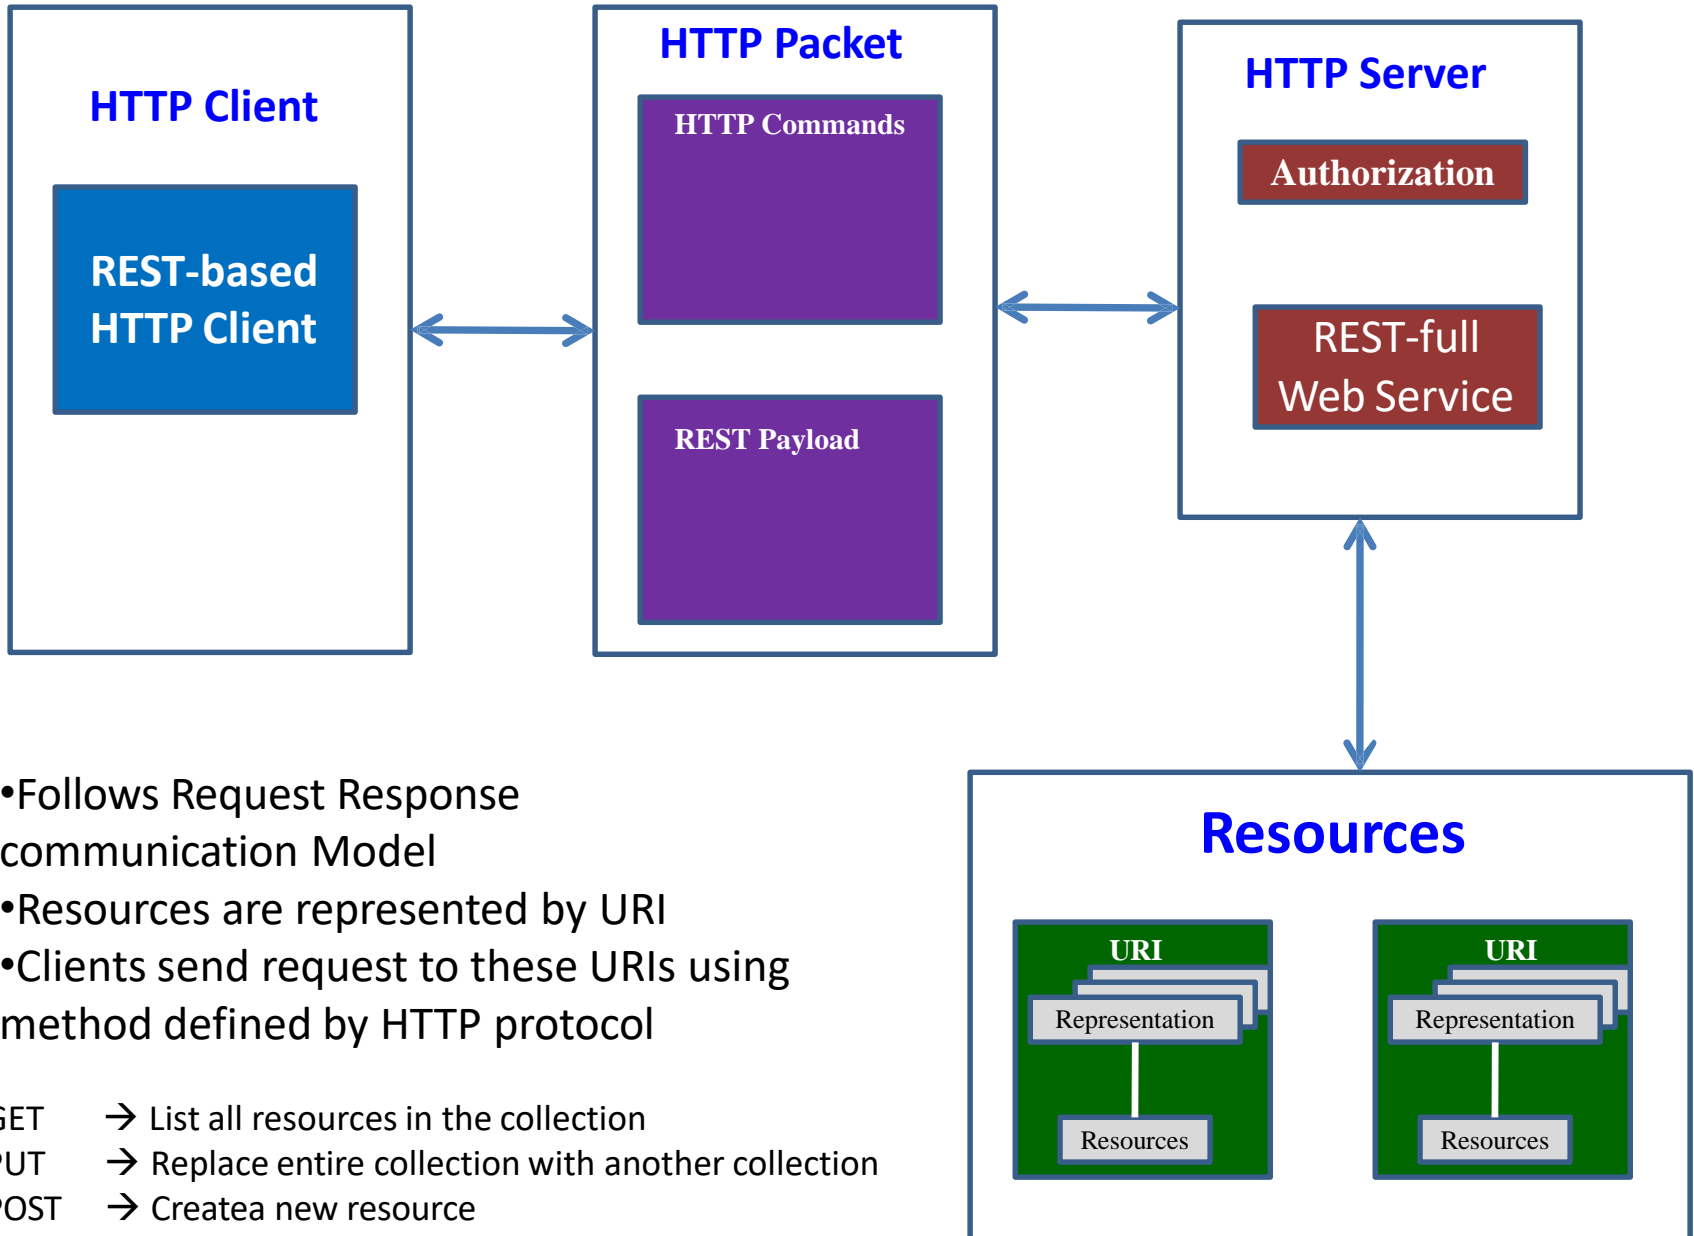 HTTP Client
REST-based
HTTP Client
HTTP Packet
HTTP Commands
REST Payload
HTTP Server
Authorization
REST-full
Web Service
•Follows Request Response
communication Model
•Resources are represented by URI
•Clients send request to these URIs using
method defined by HTTP protocol
GET → List all resources in the collection
PUT → Replace entire collection with another collection
POST → Createa new resource
Resources
URI
Representation
Resources
URI
Representation
Resources